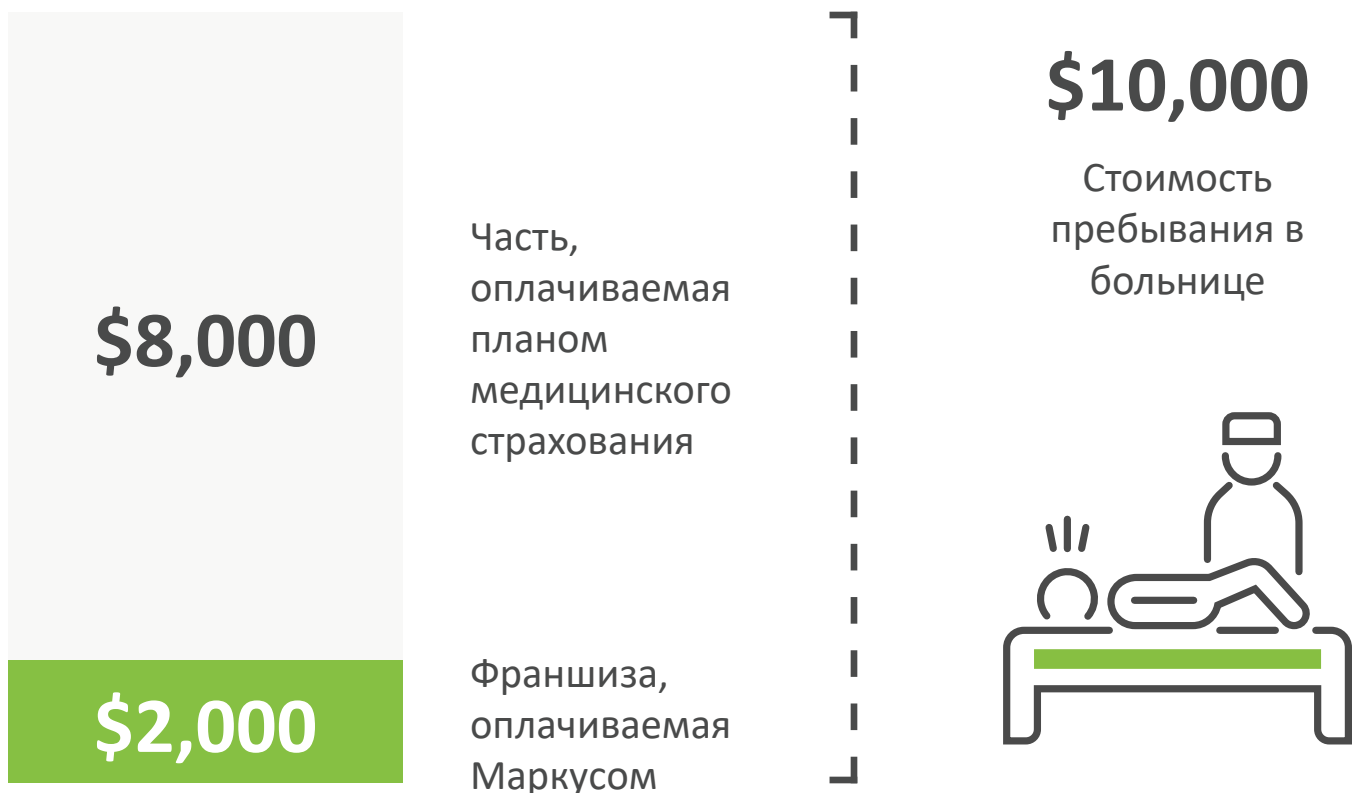 $10,000
Стоимость
пребывания в
больнице
$8,000
Часть,
оплачиваемая
планом
медицинского
страхования
$2,000
Франшиза,
оплачиваемая
Маркусом